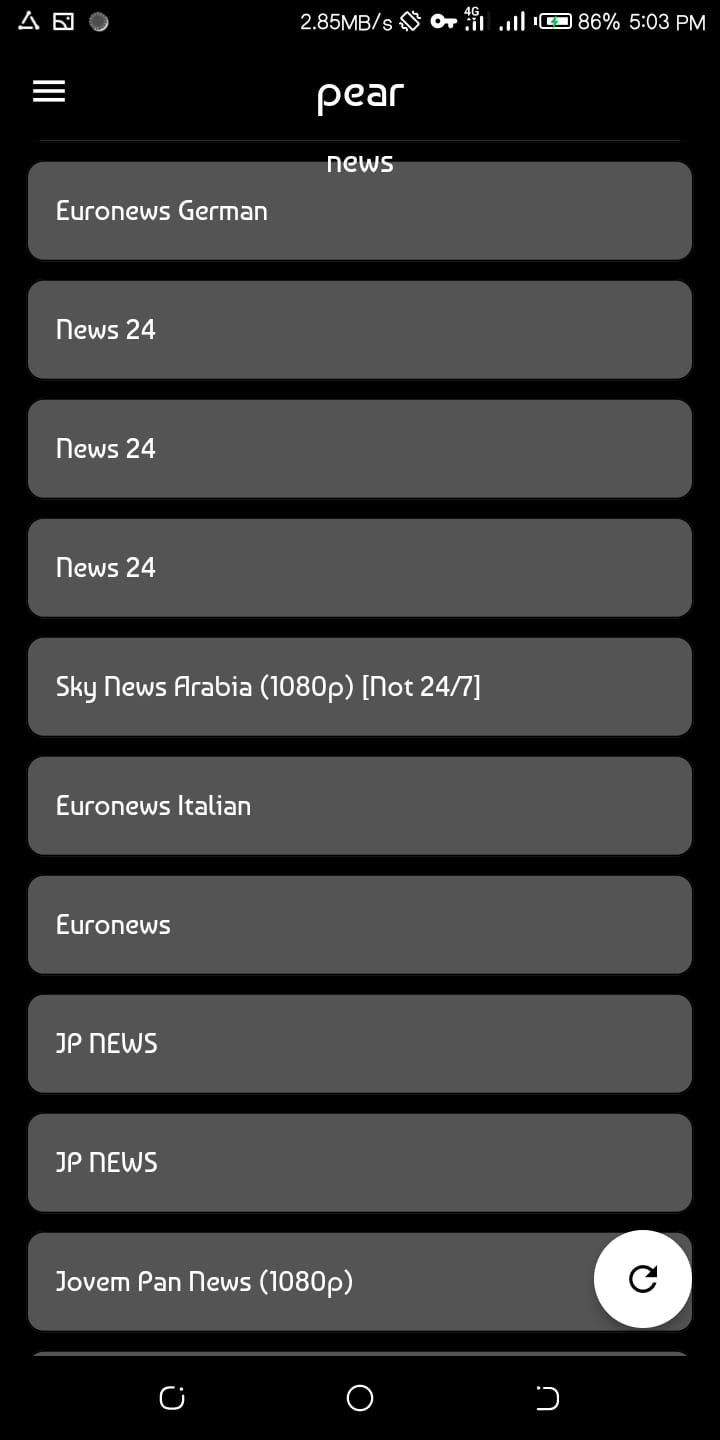 2.85MB/s 4G 86% 5:03 PM
pear
news
Euronews German
News 24
News 24
News 24
Sky News Arabia (1080p) [Not 24/7]
Euronews Italian
Euronews
JP NEWS
JP NEWS
Jovem Pan News (1080p)